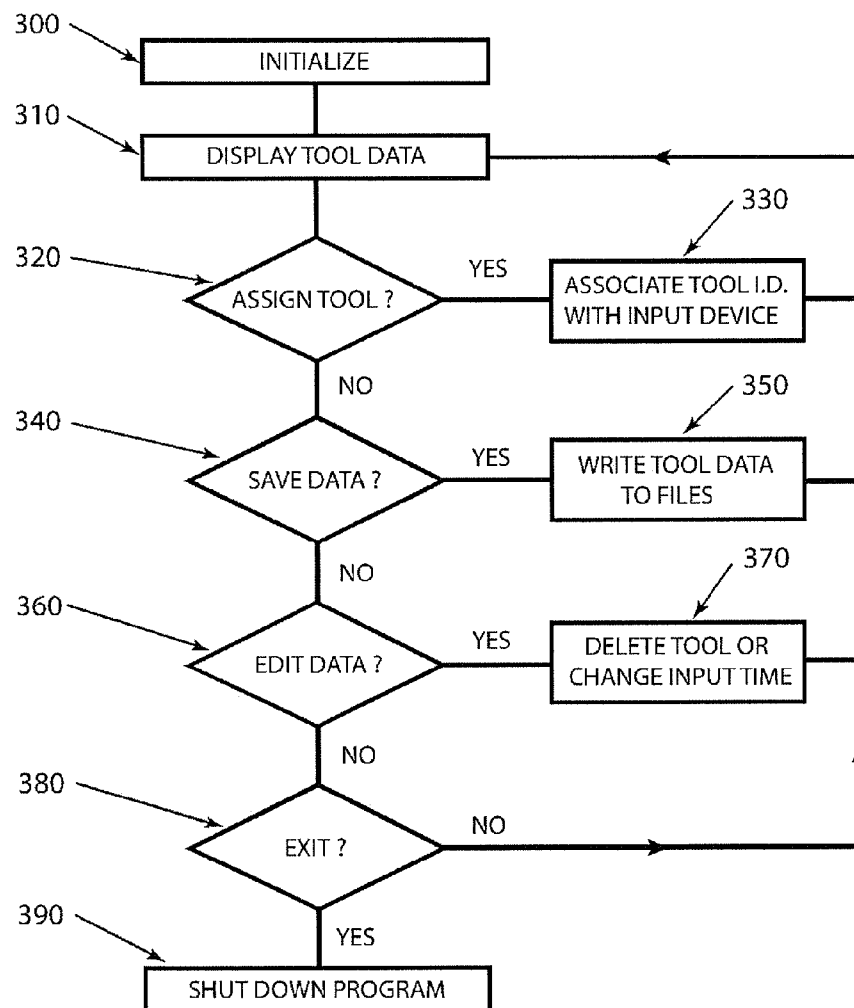 300
INITIALIZE
310
DISPLAY TOOL DATA
330
320
ASSIGN TOOL ?
YES
ASSOCIATE TOOL I.D.
WITH INPUT DEVICE
NO
350
340
SAVE DATA ?
YES
WRITE TOOL DATA
TO FILES
NO
370
360
EDIT DATA ?
YES
DELETE TOOL OR
CHANGE INPUT TIME
NO
380
EXIT ?
NO
390
YES
SHUT DOWN PROGRAM